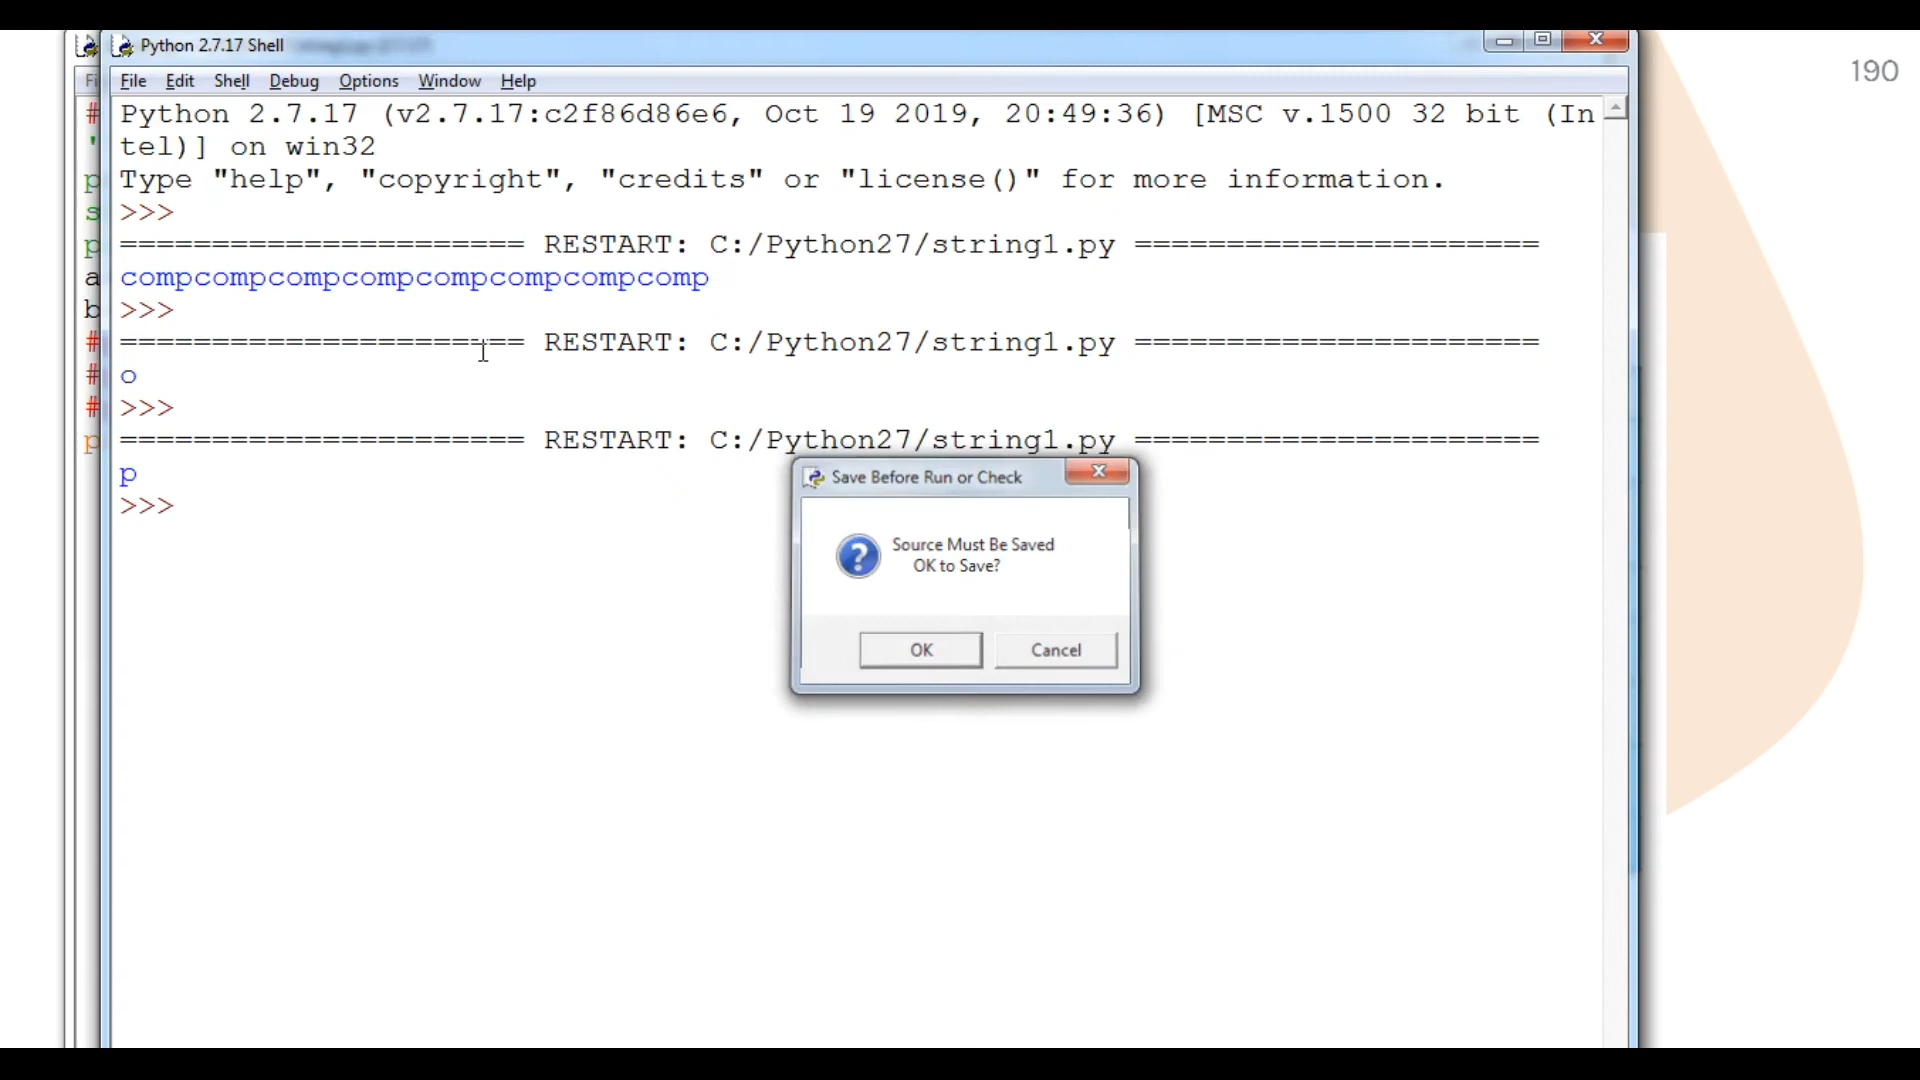 190
Python 2.7.17 Shell
File Edit Shell Debug Options Window Help
Python 2.7.17 (v2.7.17:c2f86d86e6, Oct 19 2019, 20:49:36) [MSC v.1500 32 bit (In
tel)] on win32
Type "help", "copyright", "credits" or "license()" for more information.
>>>
====================== RESTART: C:/Python27/string1.py ======================
compcompcompcompcompcompcompcomp
>>>
====================== RESTART: C:/Python27/string1.py ======================
o
>>>
====================== RESTART: C:/Python27/string1.py ======================
p
>>>
Save Before Run or Check
Source Must Be Saved
OK to Save?
OK Cancel
Fi
#
'
p
s
p
a
b
#
#
#
p